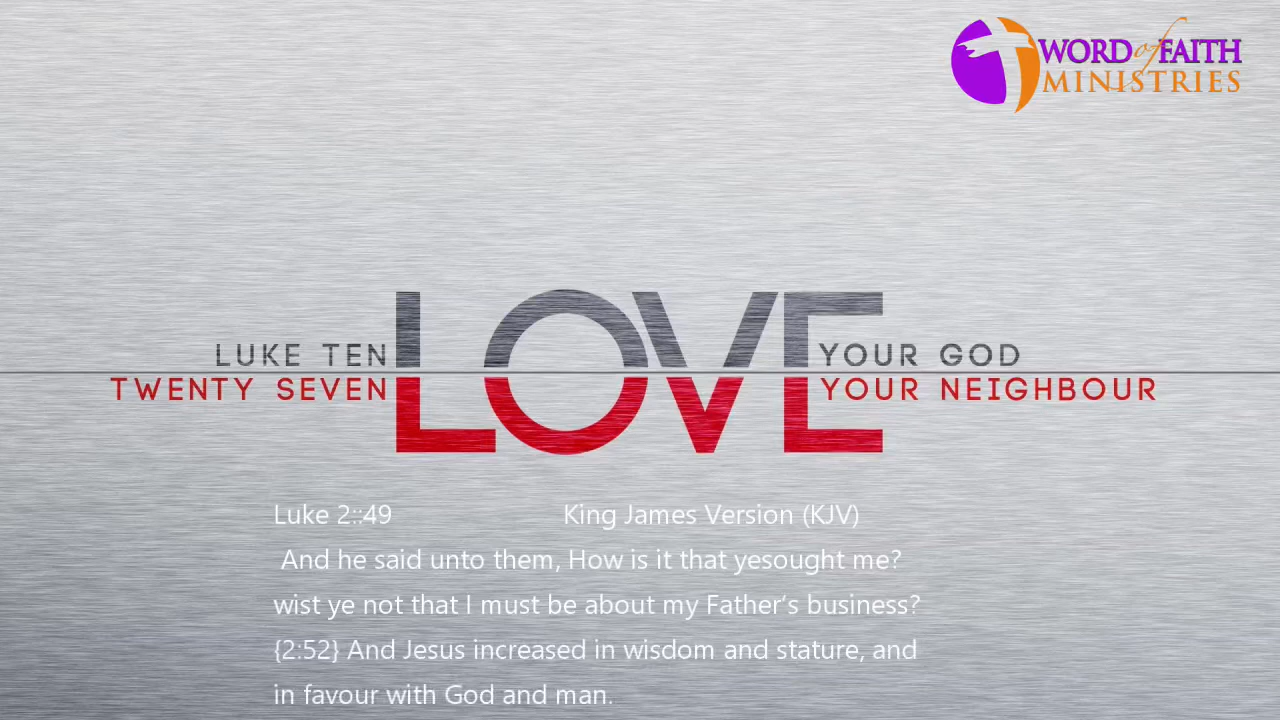 WORD of FAITH
MINISTRIES
LOVE
LUKE TEN
TWENTY SEVEN
YOUR GOD
YOUR NEIGHBOUR
Luke 2::49 King James Version (KJV)
And he said unto them, How is it that yesought me?
wist ye not that I must be about my Father’s business?
{2:52} And Jesus increased in wisdom and stature, and
in favour with God and man.